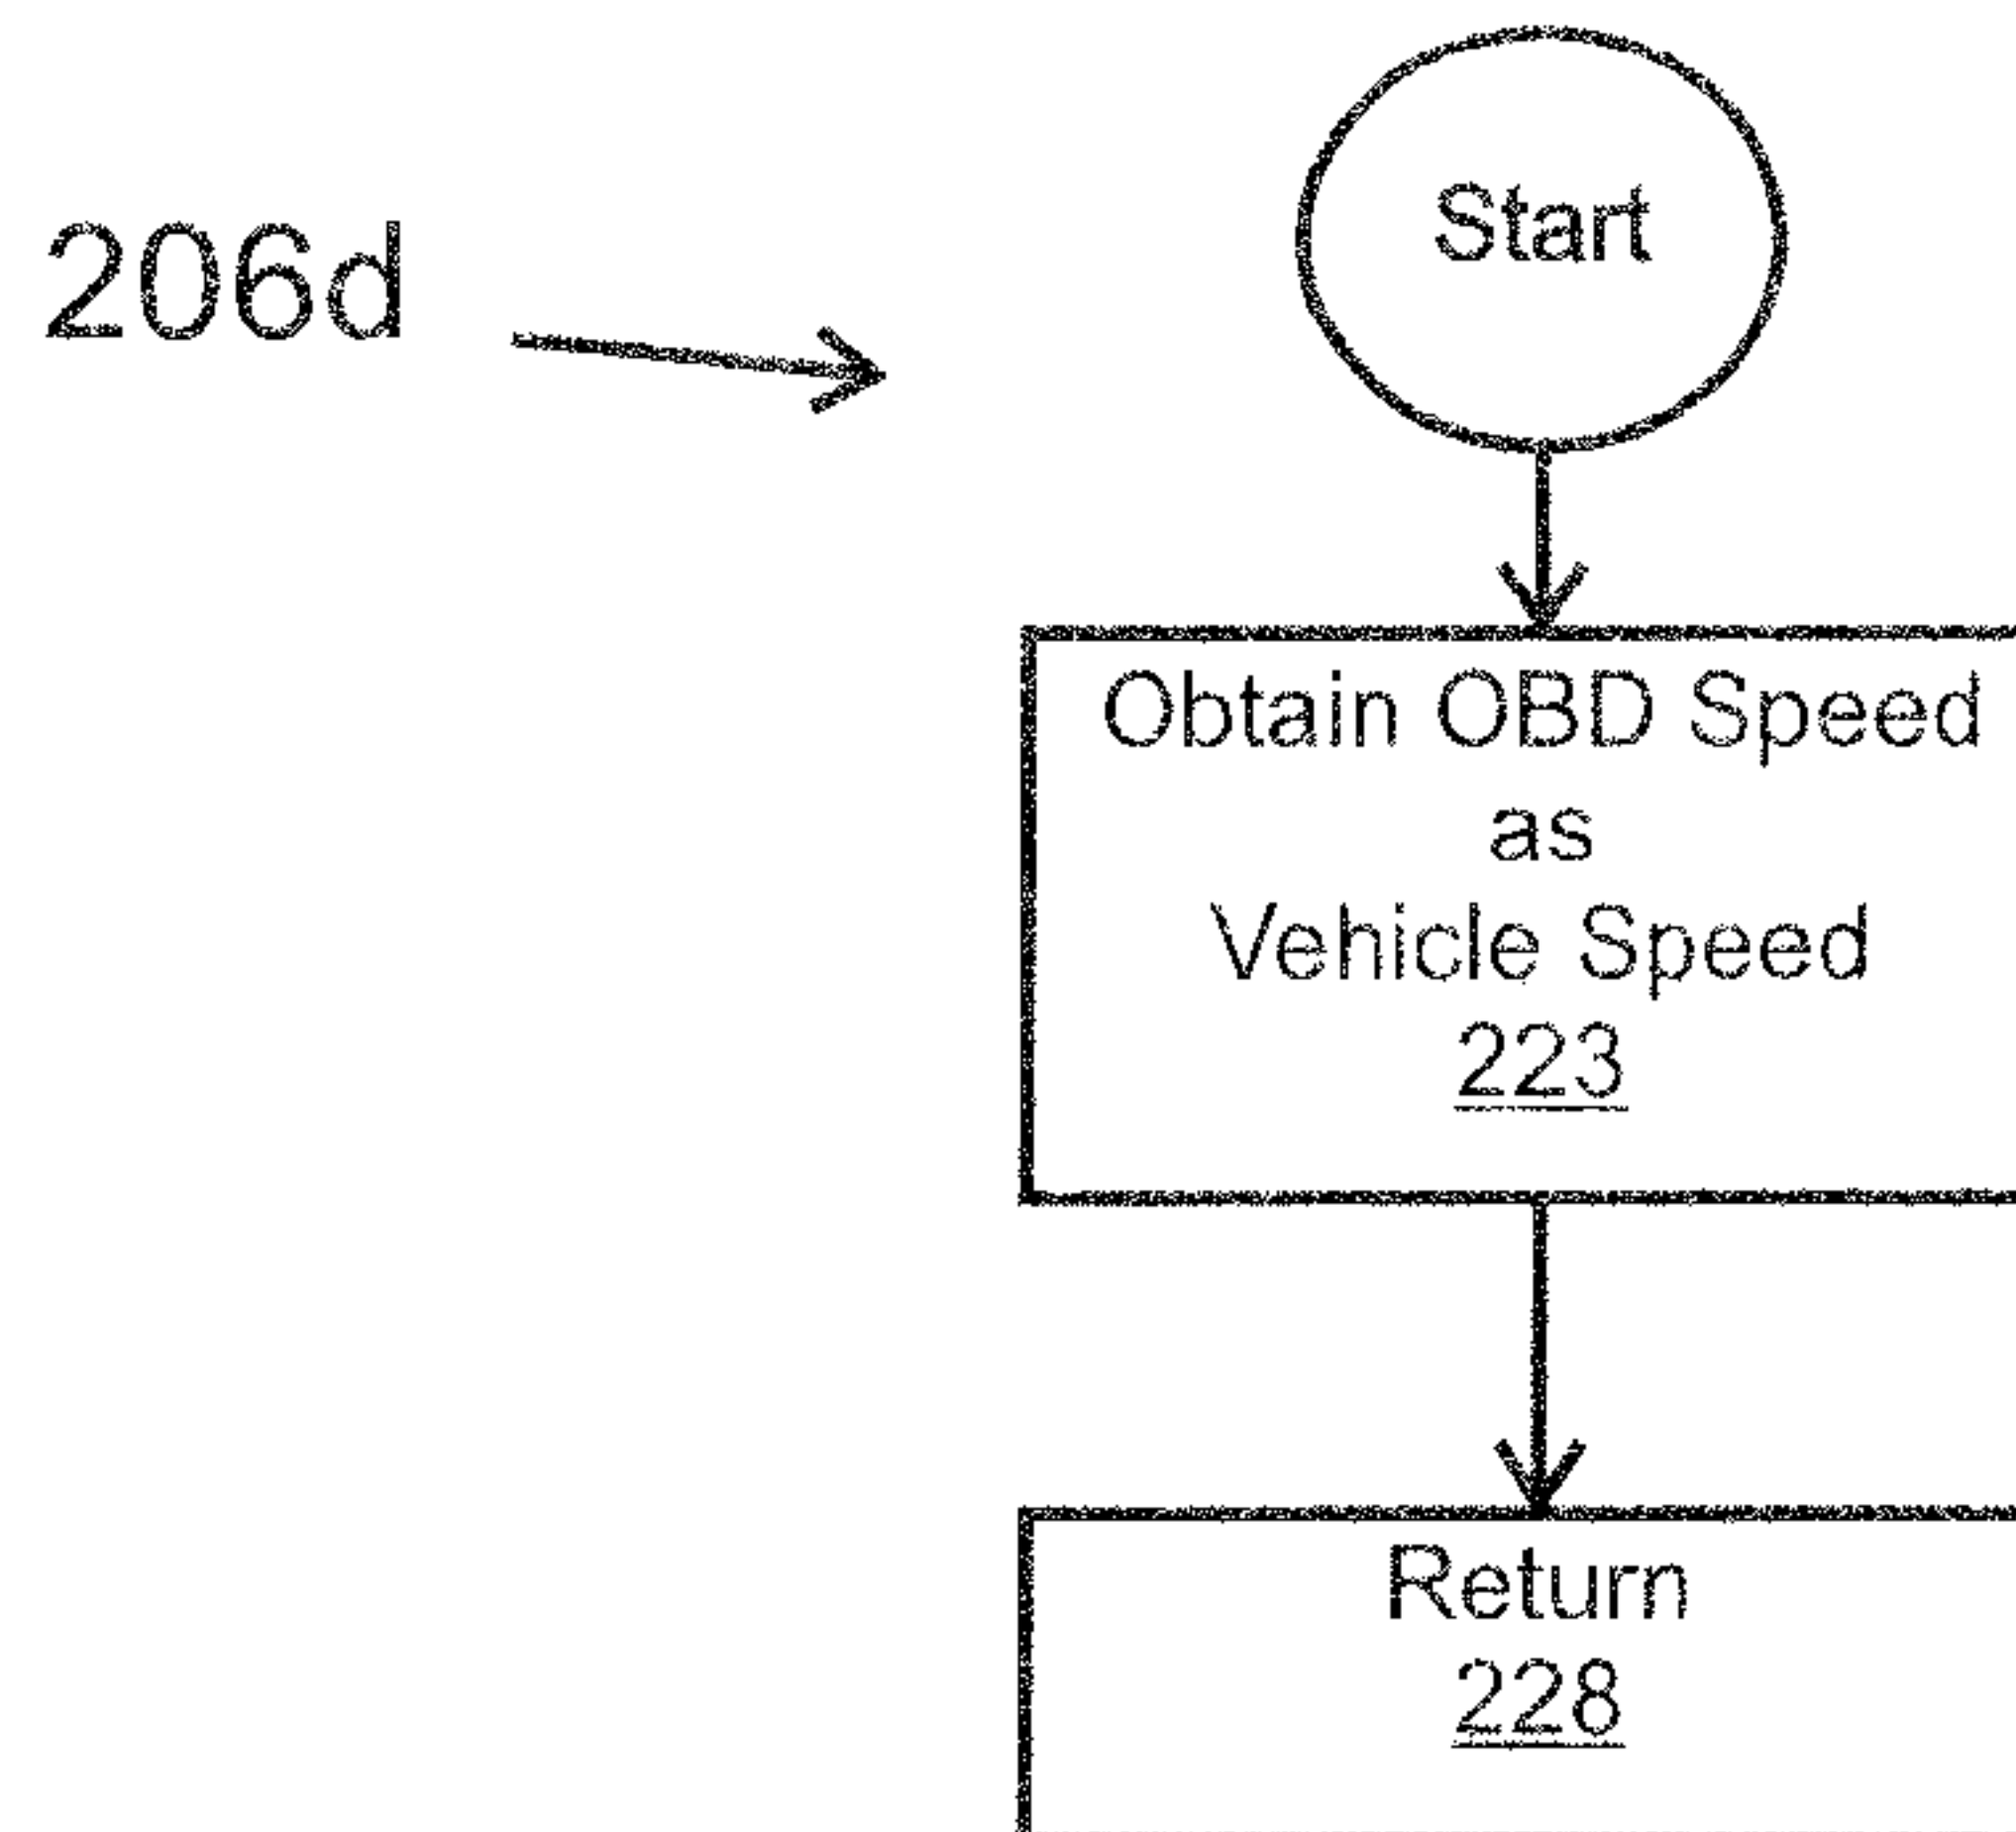 206d
Start
Obtain OBD Speed
as
Vehicle Speed
223
Return
228